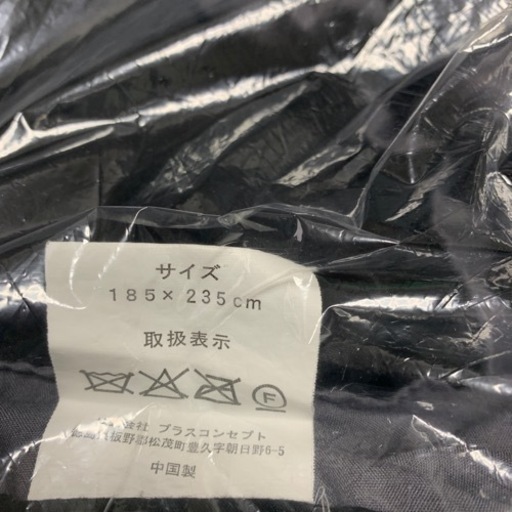 サイズ
185×235cm
取扱表示
F
会社 プラスコンセプト
板野郡松茂町豊久字朝日野6-5
中国製